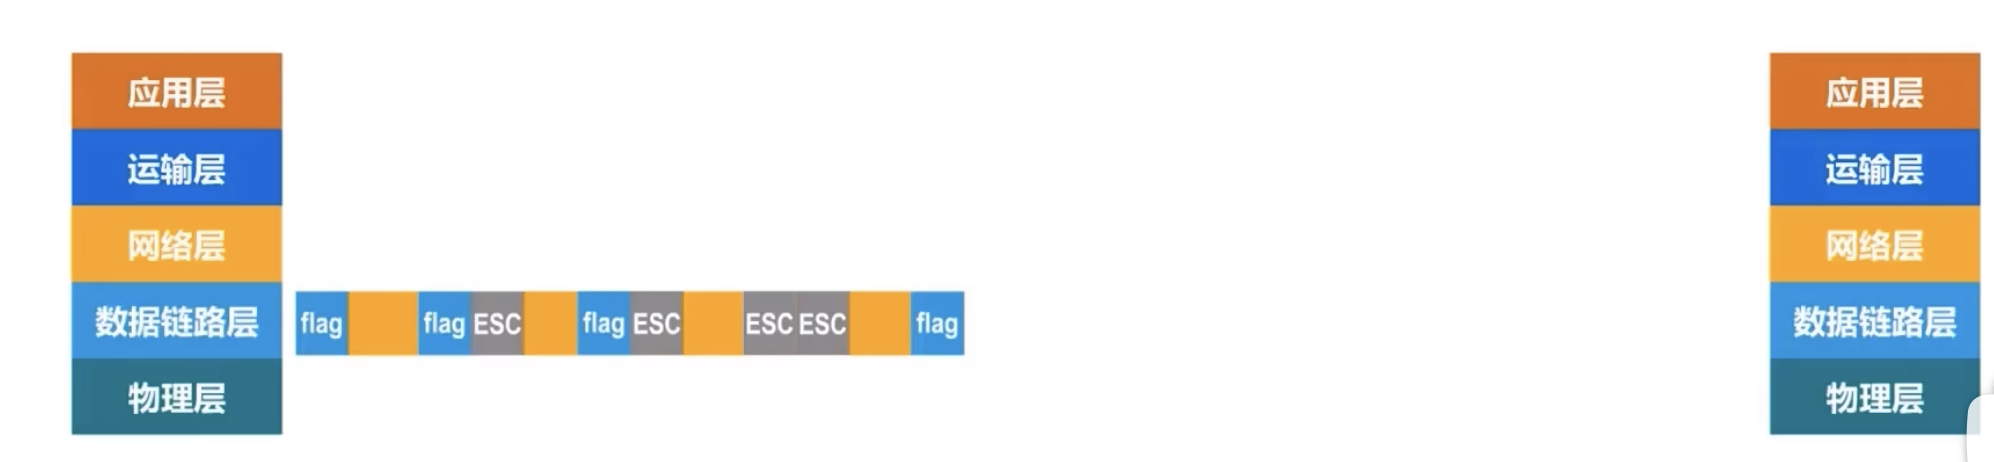 应用层
运输层
网络层
数据链路层
物理层
flag flag ESC flag ESC ESC ESC flag
应用层
运输层
网络层
数据链路层
物理层